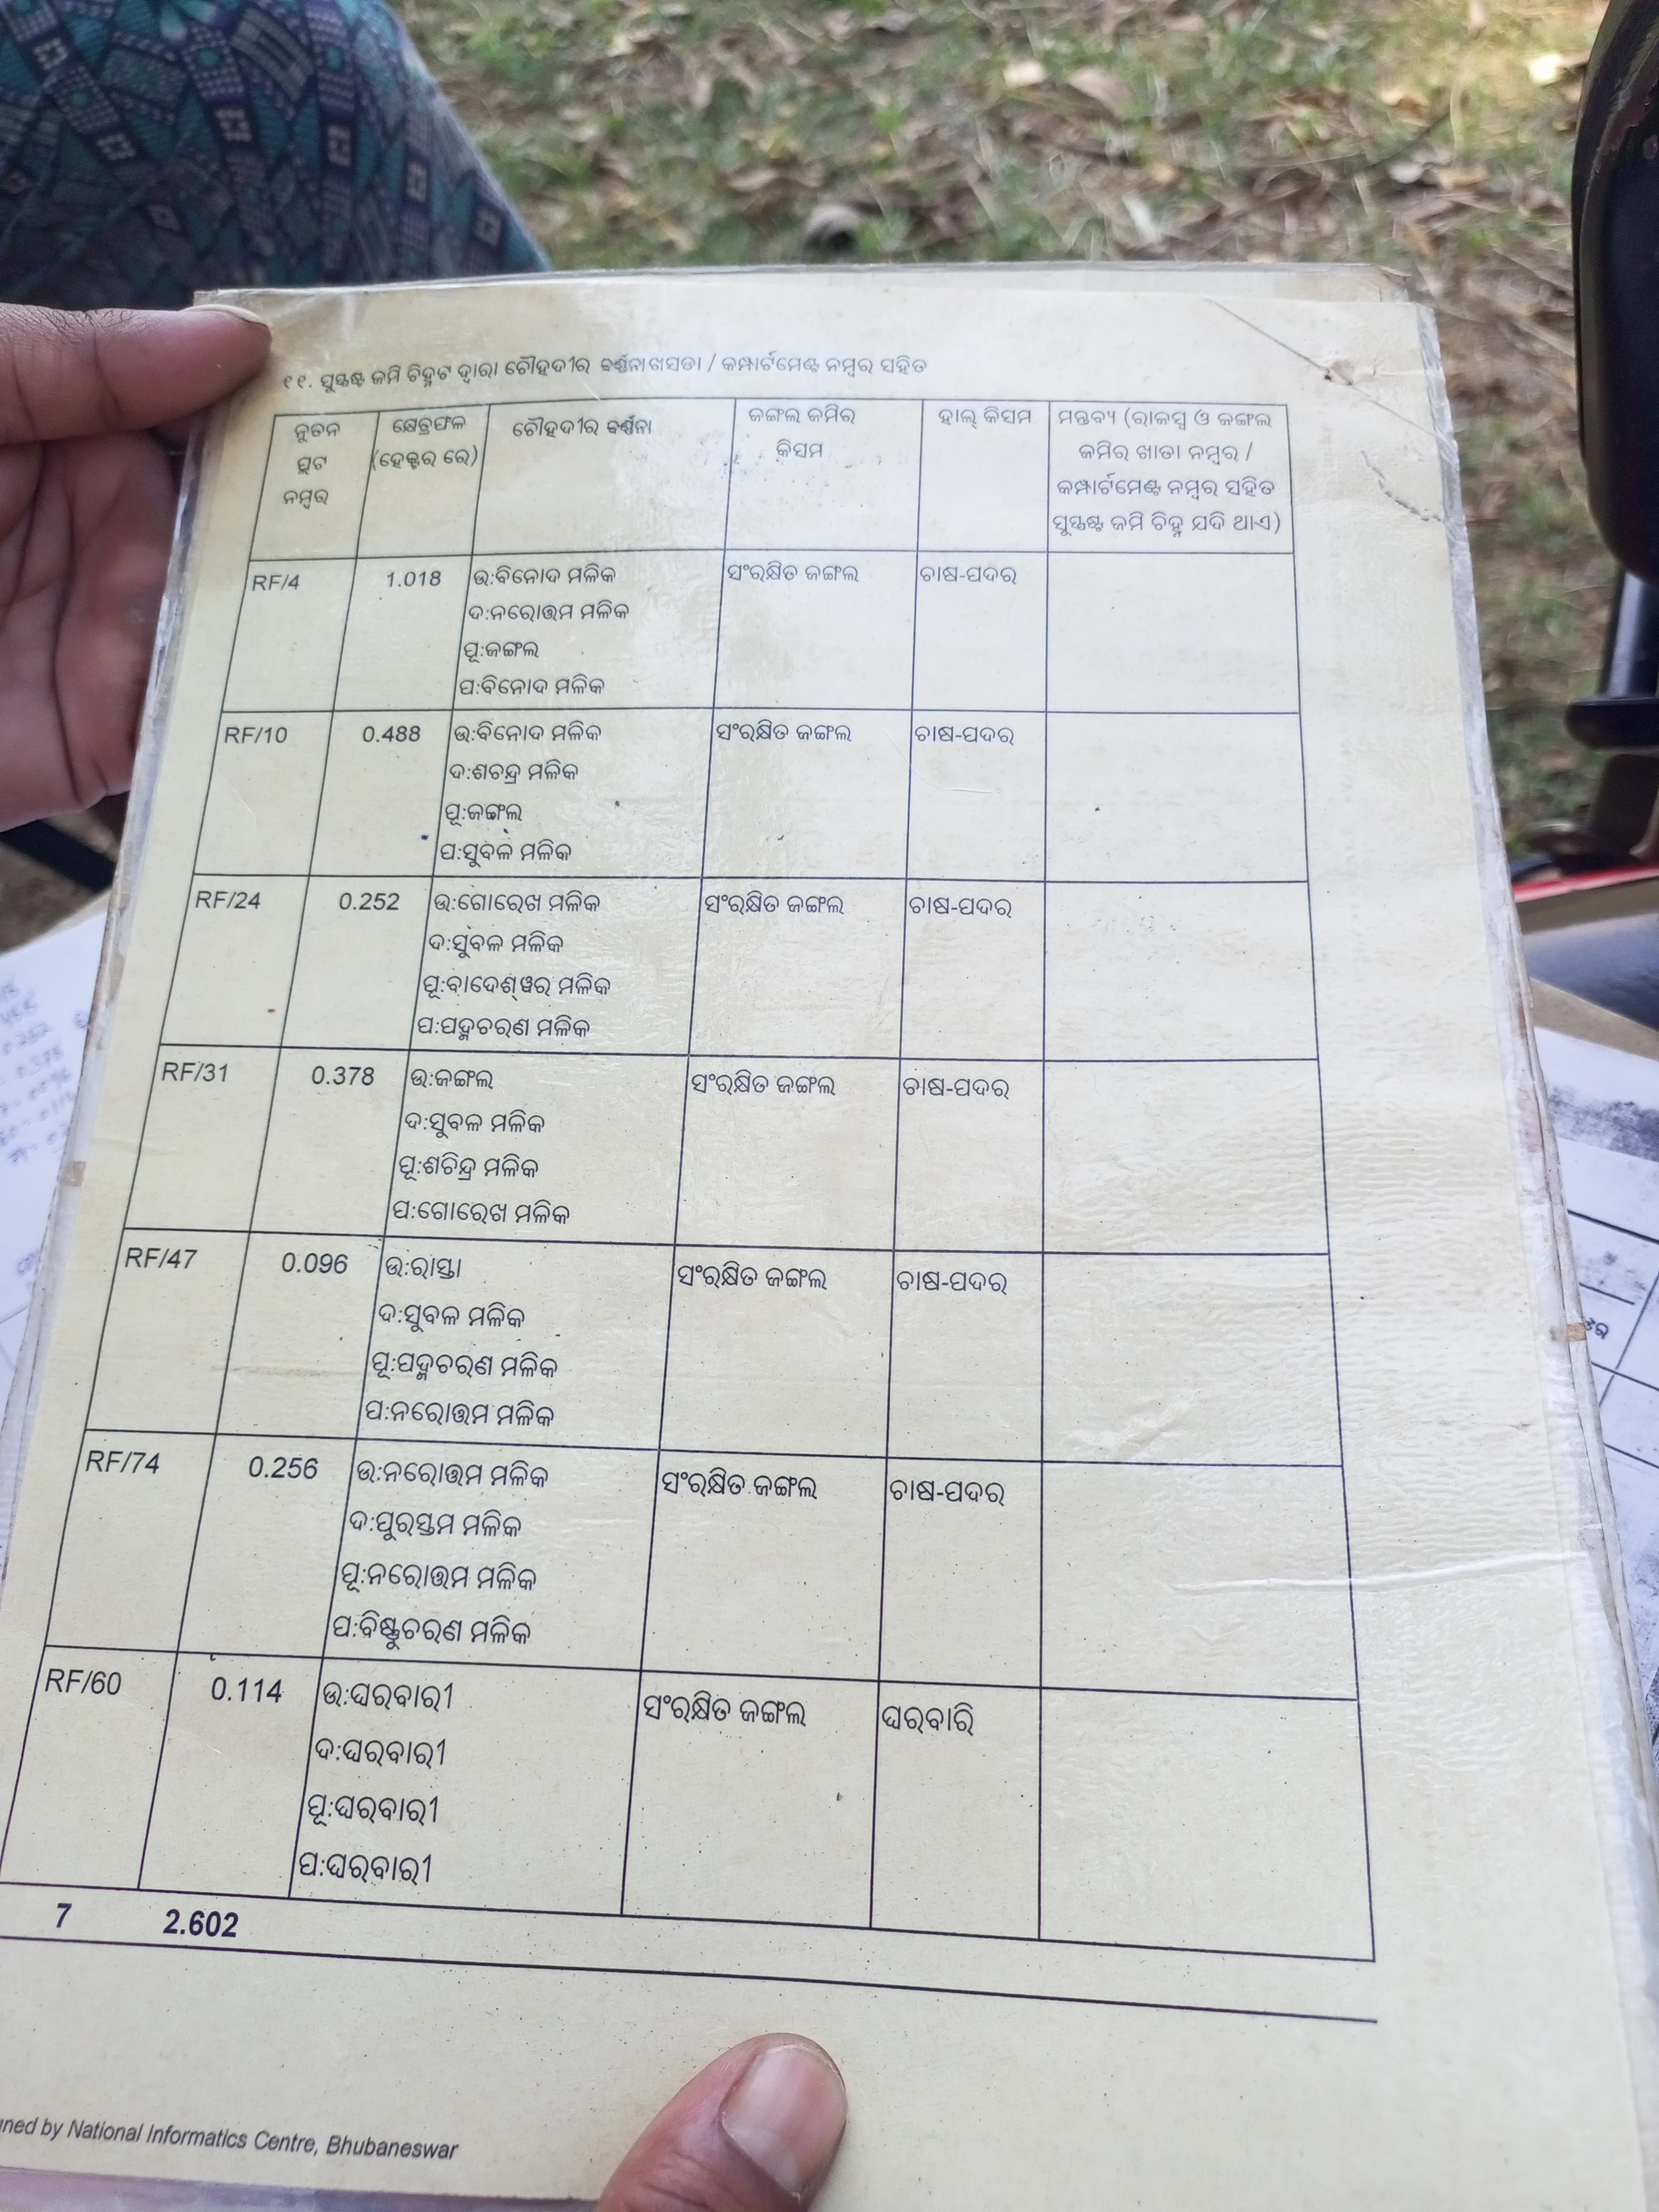 ୧୧. ସୁସ୍ପଷ୍ଟ ଜମି ଚିହ୍ନଟ ଦ୍ୱାରା ଚୌହଦୀର ବର୍ଣ୍ଣନା ଖସଡା / କମ୍ପାର୍ଟମେଣ୍ଟ ନମ୍ବର ସହିତ
ନୁତନ ପ୍ଲଟ ନମ୍ବର
କ୍ଷେତ୍ରଫଳ (ହେକ୍ଟର ରେ)
ଚୌହଦୀର ବର୍ଣ୍ଣନା
ଜଙ୍ଗଲ ଜମିର କିସମ
ହାଲ୍ କିସମ
ମନ୍ତବ୍ୟ (ରାଜସ୍ୱ ଓ ଜଙ୍ଗଲ
ଜମିର ଖାତା ନମ୍ବର /
କମ୍ପାର୍ଟମେଣ୍ଟ ନମ୍ବର ସହିତ
ସୁସ୍ପଷ୍ଟ ଜମି ଚିହ୍ନ ଯଦି ଥାଏ)
RF/4 1.018 ଉ:ବିନୋଦ ମଳିକ ସଂରକ୍ଷିତ ଜଙ୍ଗଲ ଚାଷ-ପଦର
ଦ:ନରୋତ୍ତମ ମଳିକ
ପୂ:ଜଙ୍ଗଲ
ପ:ବିନୋଦ ମଳିକ
RF/10 0.488 ଉ:ବିନୋଦ ମଳିକ ସଂରକ୍ଷିତ ଜଙ୍ଗଲ ଚାଷ-ପଦର
ଦ:ଶଚନ୍ଦ୍ର ମଳିକ
ପୂ:ଜଙ୍ଗଲ
ପ:ସୁବଳ ମଳିକ
RF/24 0.252 ଉ:ଗୋରେଖ ମଳିକ ସଂରକ୍ଷିତ ଜଙ୍ଗଲ ଚାଷ-ପଦର
ଦ:ସୁବଳ ମଳିକ
ପୂ:ବାଦେଶ୍ୱର ମଳିକ
ପ:ପଦ୍ମଚରଣ ମଳିକ
RF/31 0.378 ଉ:ଜଙ୍ଗଲ ସଂରକ୍ଷିତ ଜଙ୍ଗଲ ଚାଷ-ପଦର
ଦ:ସୁବଳ ମଳିକ
ପୂ:ଶଚିନ୍ଦ୍ର ମଳିକ
ପ:ଗୋରେଖ ମଳିକ
RF/47 0.096 ଉ:ରାସ୍ତା ସଂରକ୍ଷିତ ଜଙ୍ଗଲ ଚାଷ-ପଦର
ଦ:ସୁବଳ ମଳିକ
ପୂ:ପଦ୍ମଚରଣ ମଳିକ
ପ:ନରୋତ୍ତମ ମଳିକ
RF/74 0.256 ଉ:ନରୋତ୍ତମ ମଳିକ ସଂରକ୍ଷିତ ଜଙ୍ଗଲ ଚାଷ-ପଦର
ଦ:ପୁରସ୍ତମ ମଳିକ
ପୂ:ନରୋତ୍ତମ ମଳିକ
ପ:ବିଷ୍ଣୁଚରଣ ମଳିକ
RF/60 0.114 ଉ:ଘରବାରୀ ସଂରକ୍ଷିତ ଜଙ୍ଗଲ ଘରବାରି
ଦ:ଘରବାରୀ
ପୂ:ଘରବାରୀ
ପ:ଘରବାରୀ
7 2.602
by National Informatics Centre, Bhubaneswar